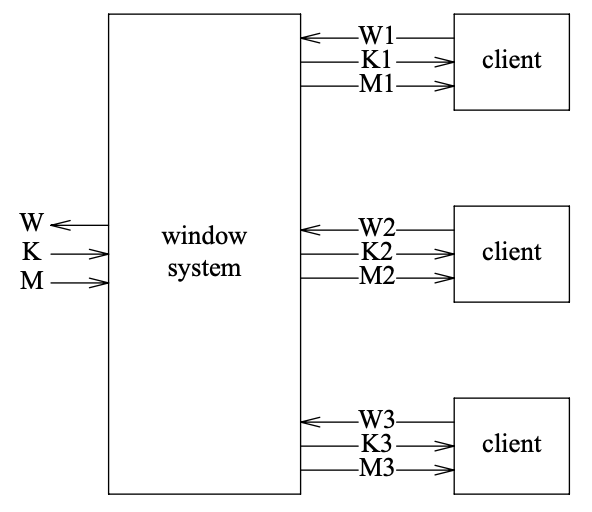 W1
K1
M1
client
W
K
M
window
system
W2
K2
M2
client
W3
K3
M3
client